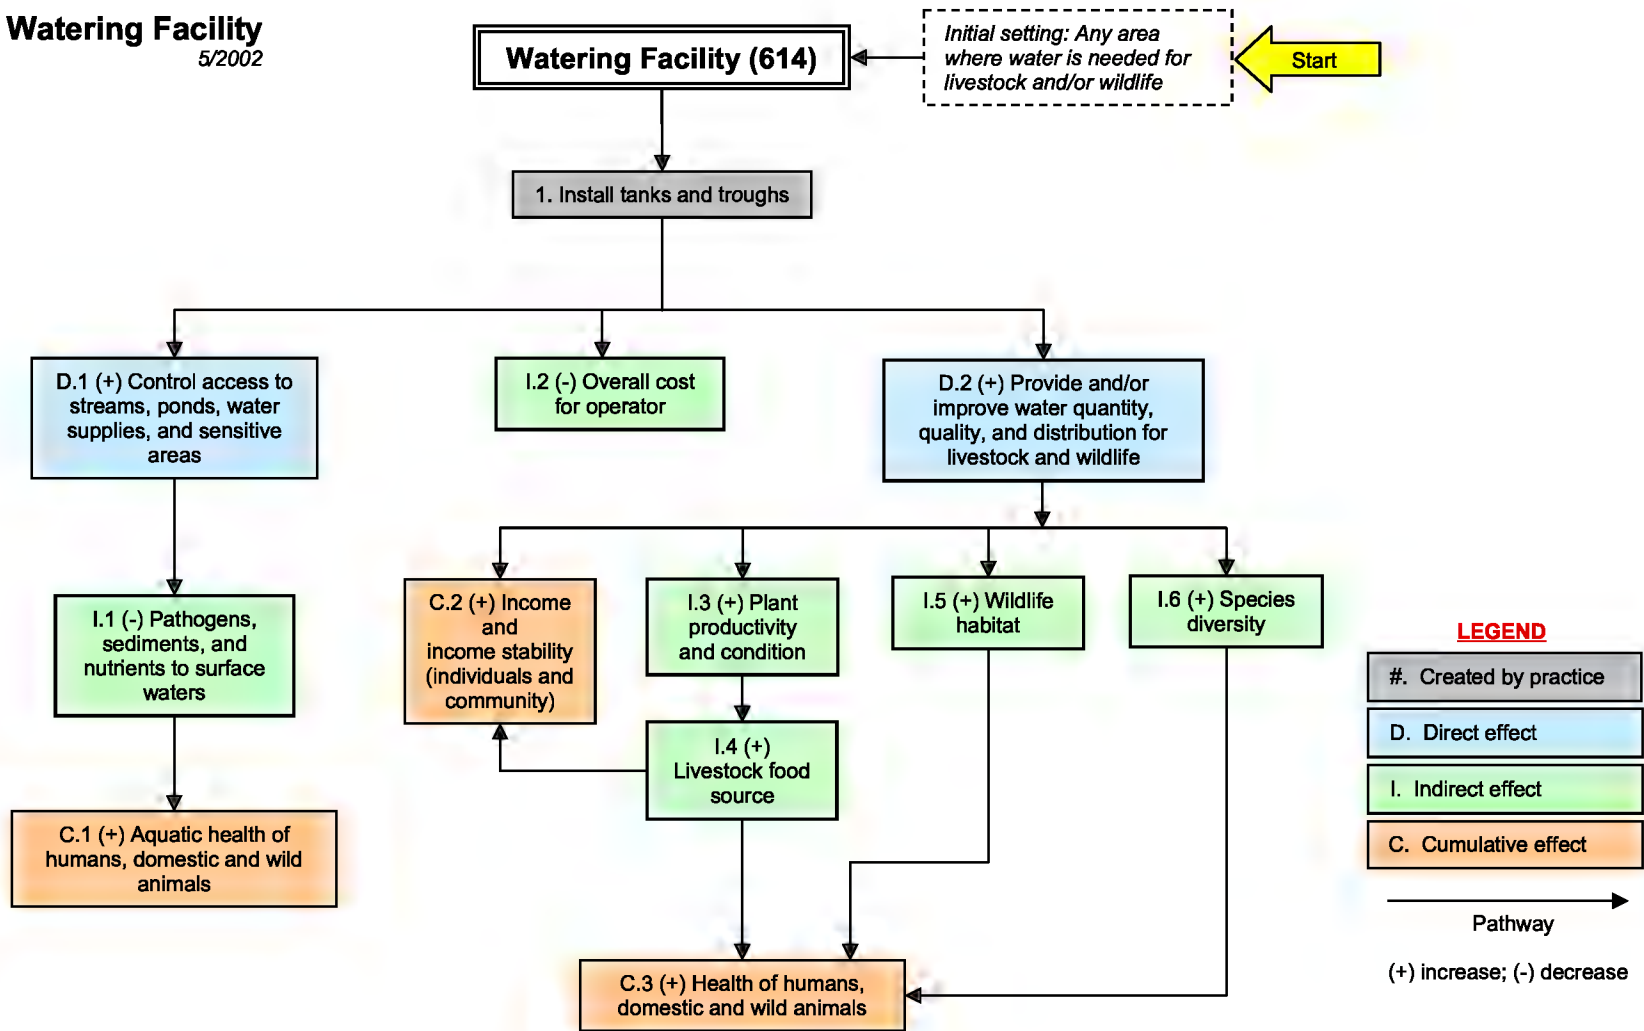 Watering Facility
5/2002
Watering Facility (614)
Initial setting: Any area
where water is needed for
livestock and/or wildlife
Start
1. Install tanks and troughs
D.1 (+) Control access to
streams, ponds, water
supplies, and sensitive
areas
I.2 (-) Overall cost
for operator
D.2 (+) Provide and/or
improve water quantity,
quality, and distribution for
livestock and wildlife
I.1 (-) Pathogens,
sediments, and
nutrients to surface
waters
C.2 (+) Income
and
income stability
(individuals and
community)
I.3 (+) Plant
productivity
and condition
I.5 (+) Wildlife
habitat
I.6 (+) Species
diversity
I.4 (+)
Livestock food
source
C.1 (+) Aquatic health of
humans, domestic and wild
animals
C.3 (+) Health of humans,
domestic and wild animals
LEGEND
#. Created by practice
D. Direct effect
I. Indirect effect
C. Cumulative effect
Pathway
(+) increase; (-) decrease